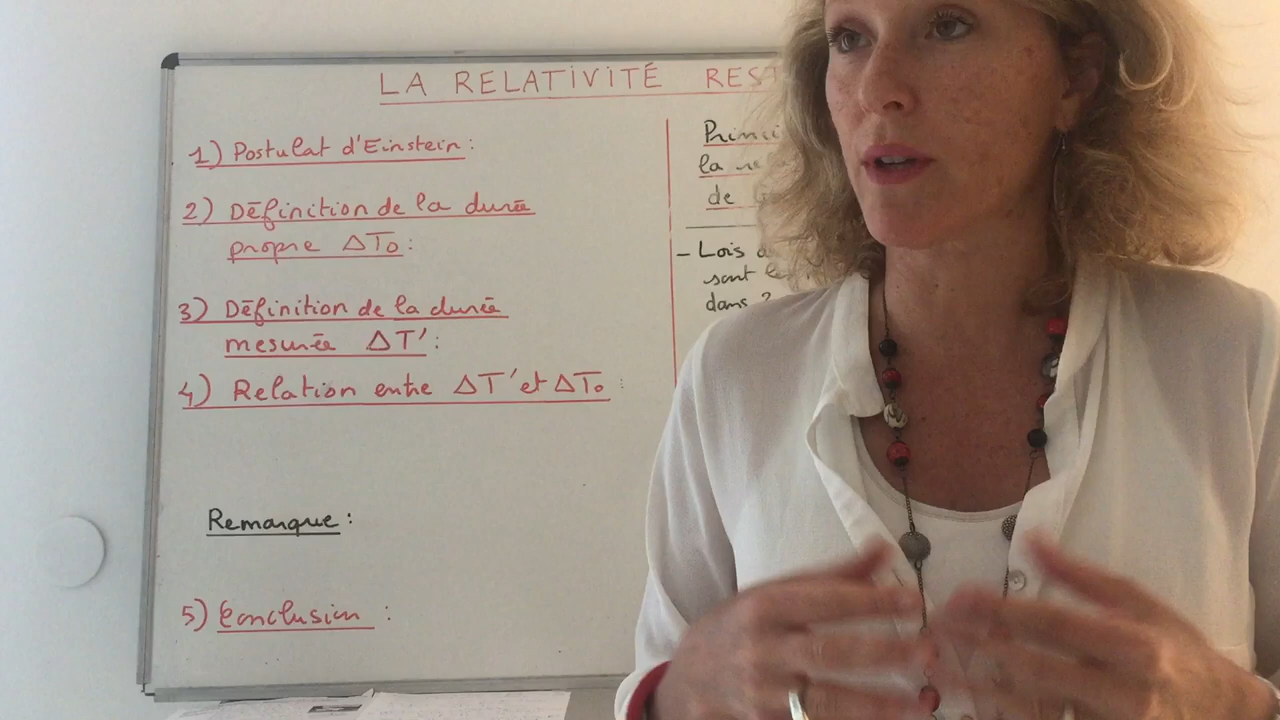 LA RELATIVITÉ REST
1) Postulat d'Einstein :
2) Définition de la durée
propre ΔT₀ :
3) Définition de la durée
mesurée ΔT' :
4) Relation entre ΔT' et ΔT₀ :
Remarque :
5) Conclusion :
Princi
la
de
- Lois
sont
dans